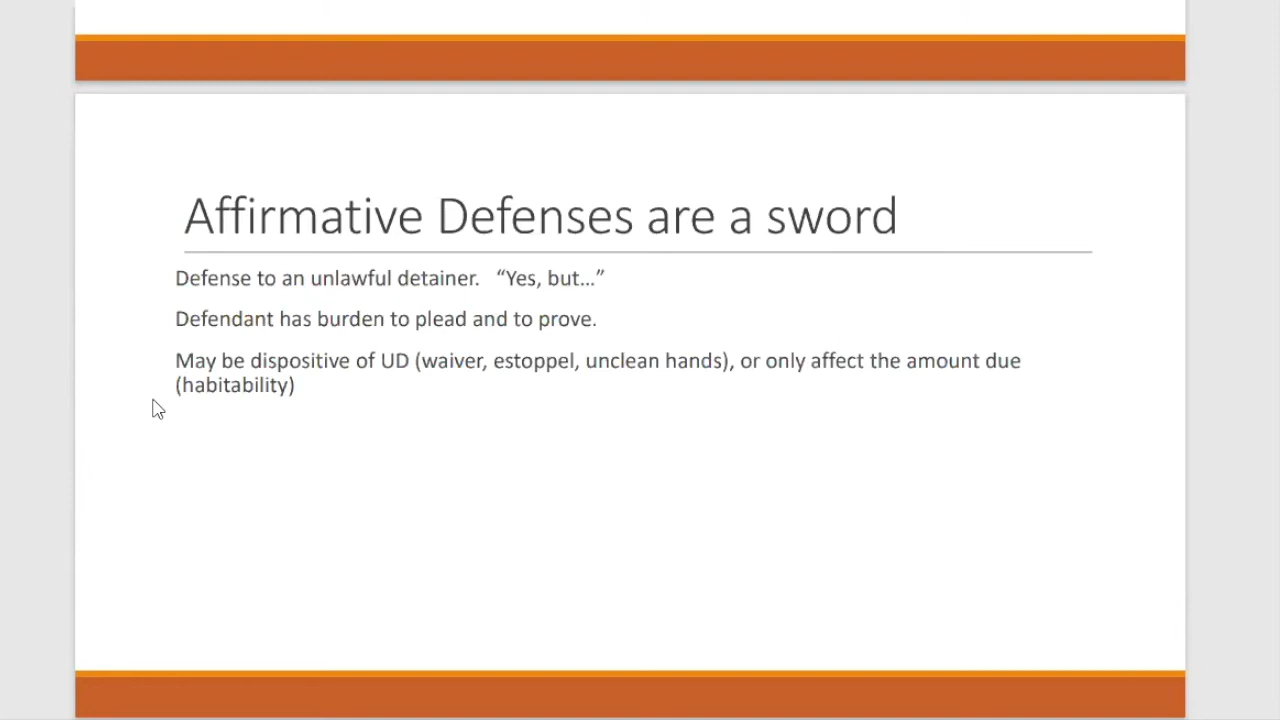 Affirmative Defenses are a sword
Defense to an unlawful detainer.   “Yes, but…”
Defendant has burden to plead and to prove.
May be dispositive of UD (waiver, estoppel, unclean hands), or only affect the amount due
(habitability)